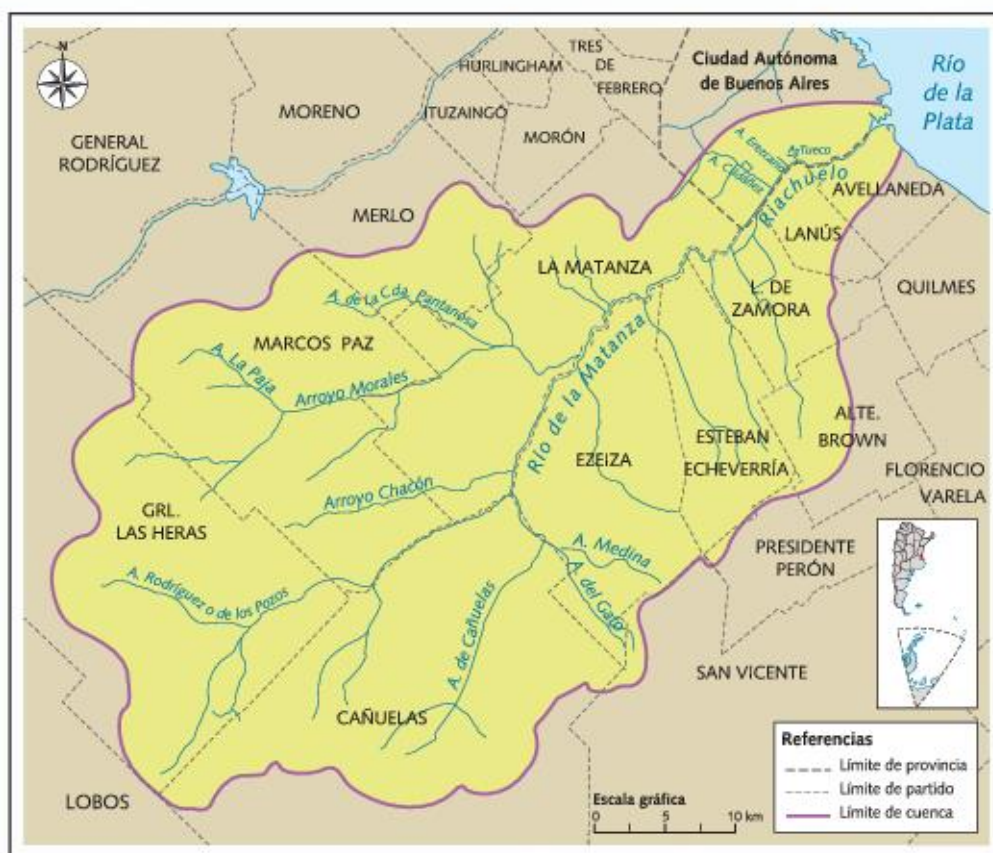 N
TRES
DE
FEBRERO
HURLINGHAM
Ciudad Autónoma
de Buenos Aires
Río
de la
Plata
MORENO
ITUZAINGÓ
MORÓN
GENERAL
RODRÍGUEZ
A. Cildáñez
Riachuelo
AVELLANEDA
MERLO
LANÚS
LA MATANZA
QUILMES
L. DE
ZAMORA
A. de La Cda. Pantanosa
MARCOS PAZ
A. La Paja
Arroyo Morales
Río de la Matanza
ALTE.
BROWN
ESTEBAN
ECHEVERRÍA
EZEIZA
FLORENCIO
VARELA
Arroyo Chacón
GRL.
LAS HERAS
PRESIDENTE
PERÓN
A. Medina
A. Rodríguez o de los Pozos
A. del Gato
A. de Cañuelas
SAN VICENTE
CAÑUELAS
LOBOS
Escala gráfica
0 5 10 km
Referencias
Límite de provincia
Límite de partido
Límite de cuenca